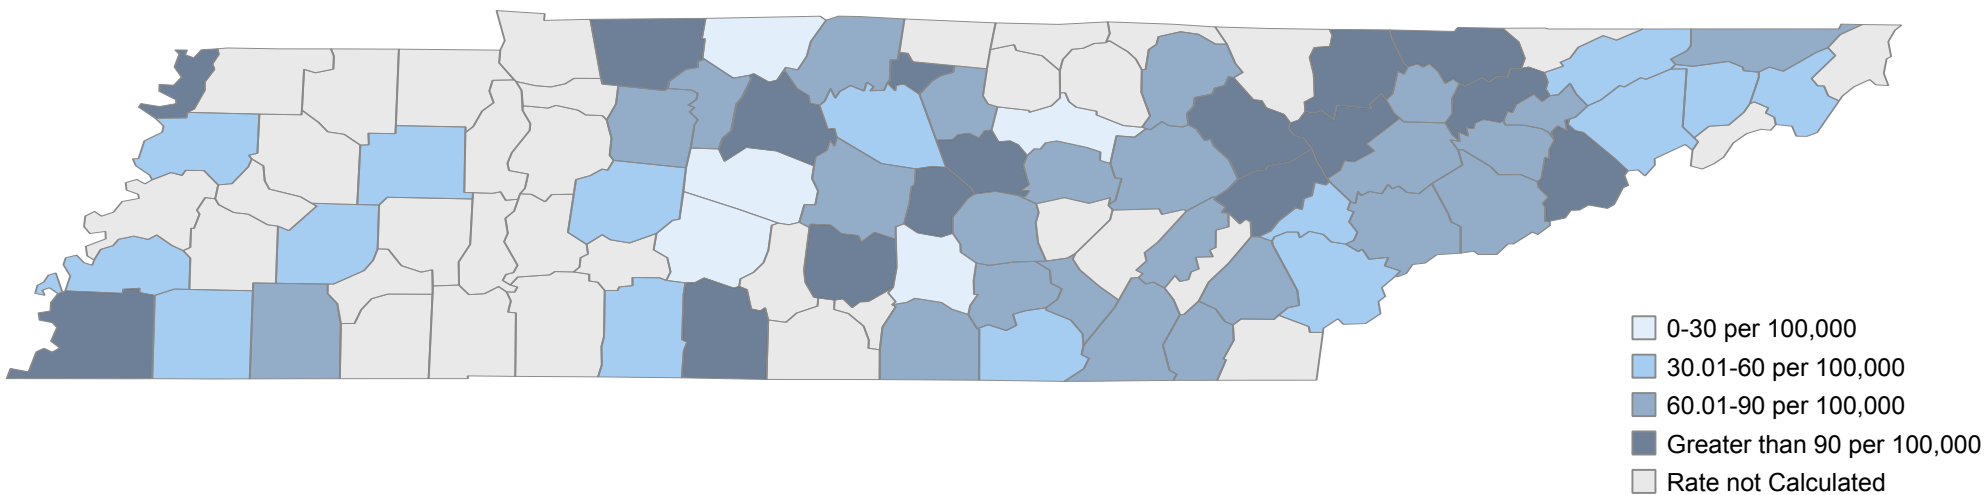 0-30 per 100,000
30.01-60 per 100,000
60.01-90 per 100,000
Greater than 90 per 100,000
Rate not Calculated